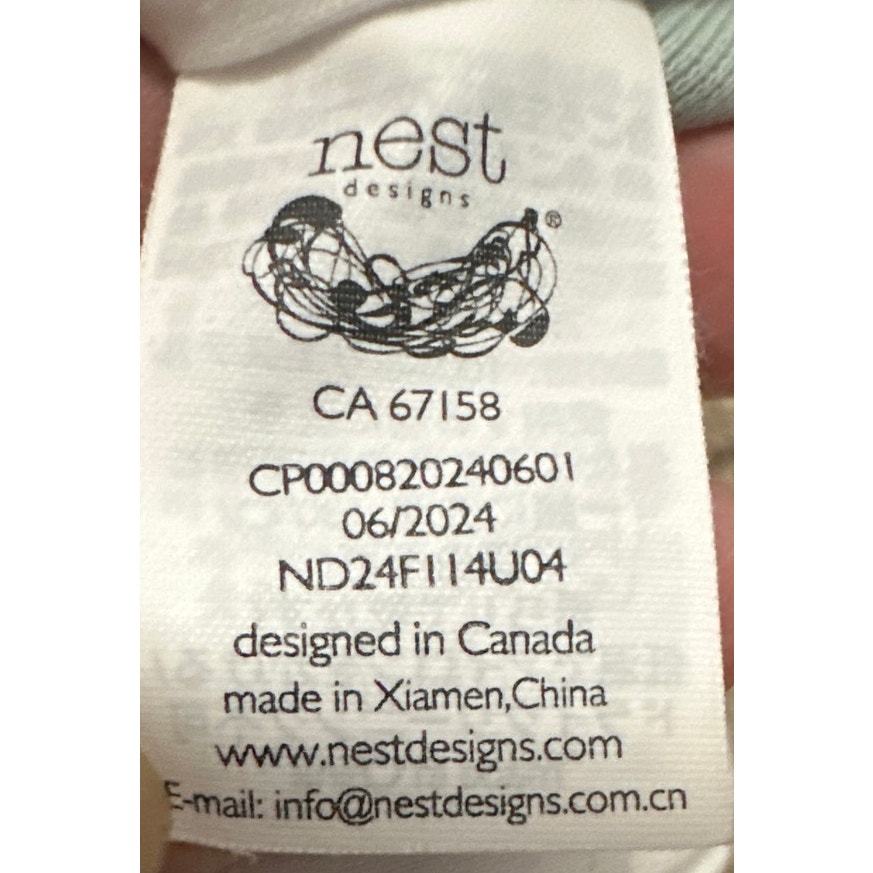 nest
designs
®
CA 67158
CP000820240601
06/2024
ND24F114U04
designed in Canada
made in Xiamen,China
www.nestdesigns.com
E-mail: info@nestdesigns.com.cn